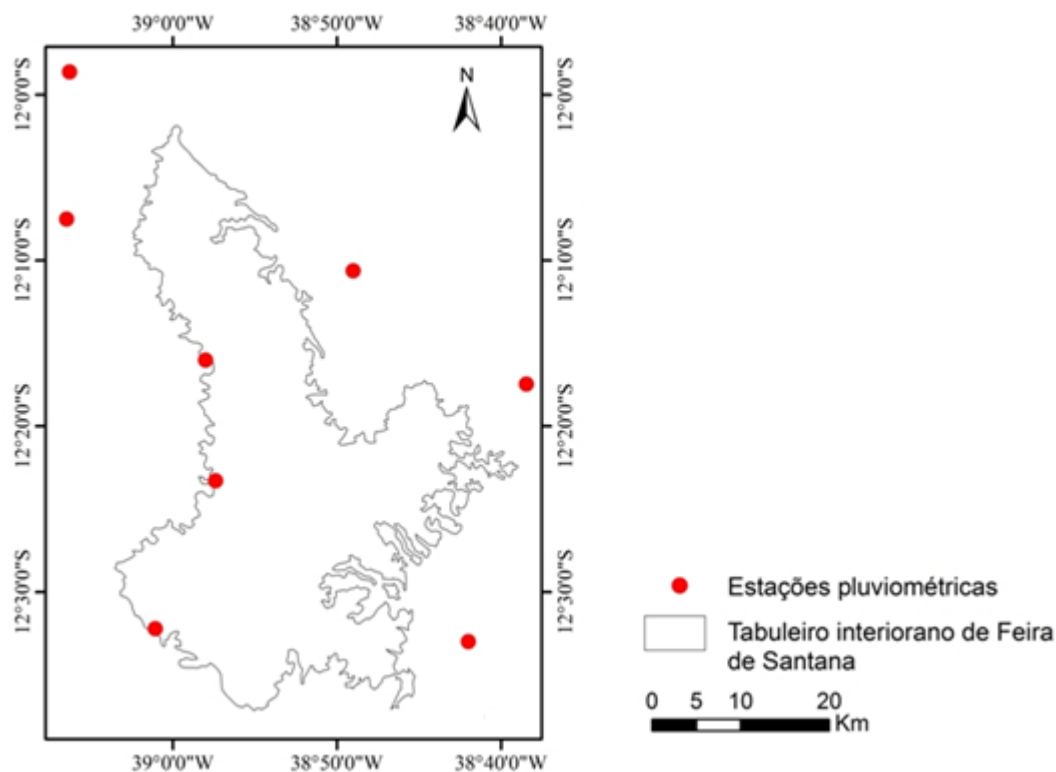 39°0'0"W 38°50'0"W 38°40'0"W
N
12°0'0"S 12°0'0"S
12°10'0"S 12°10'0"S
12°20'0"S 12°20'0"S
12°30'0"S 12°30'0"S
39°0'0"W 38°50'0"W 38°40'0"W
Estações pluviométricas
Tabuleiro interiorano de Feira
de Santana
0 5 10 20
Km